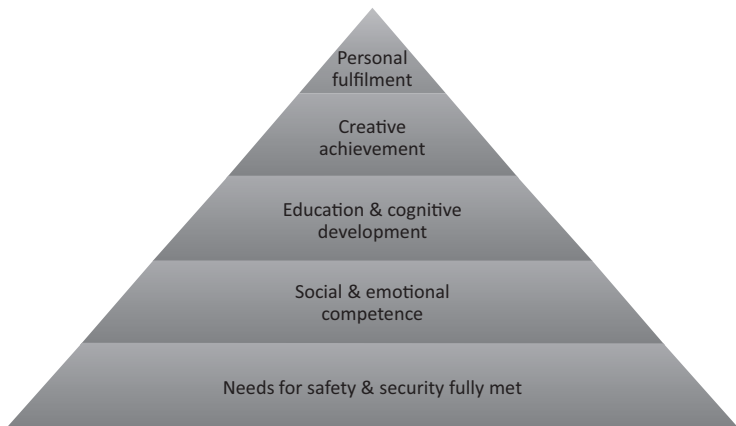 Personal
fulfilment
Creative
achievement
Education & cognitive
development
Social & emotional
competence
Needs for safety & security fully met